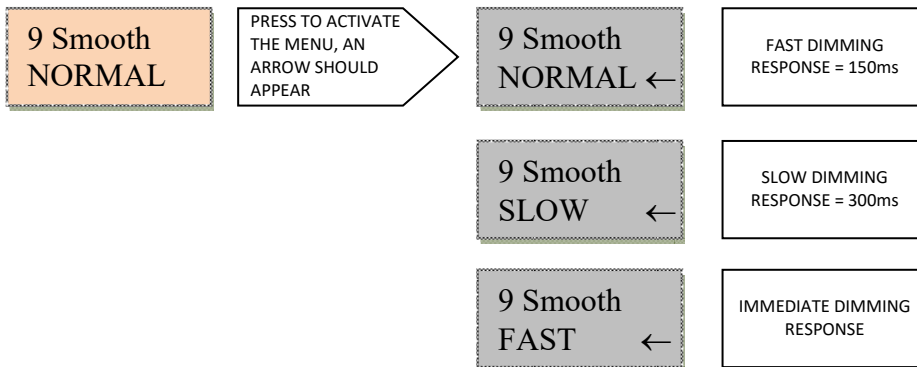 9 Smooth
NORMAL
PRESS TO ACTIVATE
THE MENU, AN
ARROW SHOULD
APPEAR
9 Smooth
NORMAL ←
FAST DIMMING
RESPONSE = 150ms
9 Smooth
SLOW ←
SLOW DIMMING
RESPONSE = 300ms
9 Smooth
FAST ←
IMMEDIATE DIMMING
RESPONSE